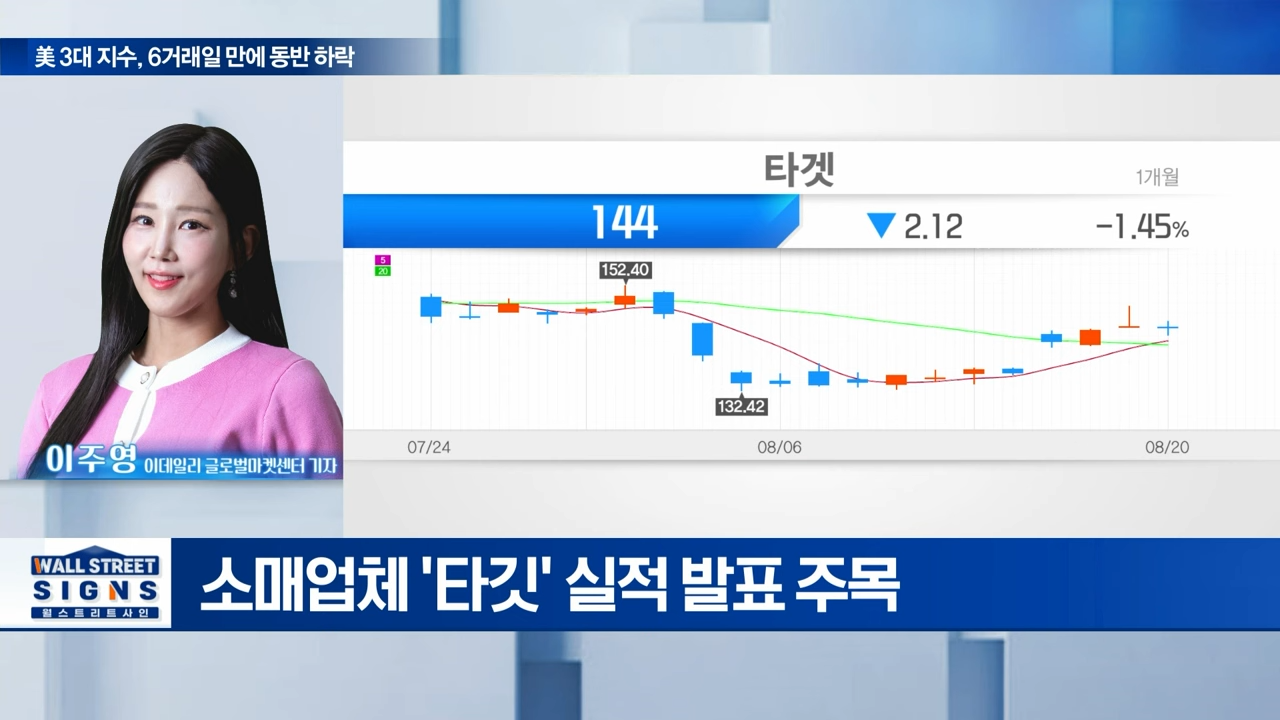 美 3대 지수, 6거래일 만에 동반 하락
타겟
1개월
144
▼ 2.12
-1.45%
5
20
152.40
132.42
07/24
08/06
08/20
이주영 이데일리 글로벌마켓센터 기자
WALL STREET
SIGNS
월스트리트사인
소매업체 '타깃' 실적 발표 주목